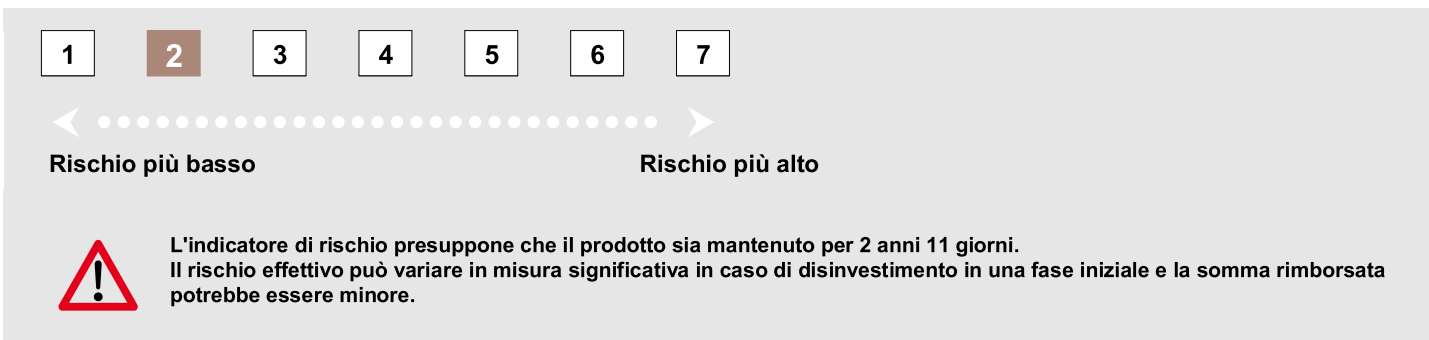 1 2 3 4 5 6 7
Rischio più basso Rischio più alto
L'indicatore di rischio presuppone che il prodotto sia mantenuto per 2 anni 11 giorni.
Il rischio effettivo può variare in misura significativa in caso di disinvestimento in una fase iniziale e la somma rimborsata
potrebbe essere minore.